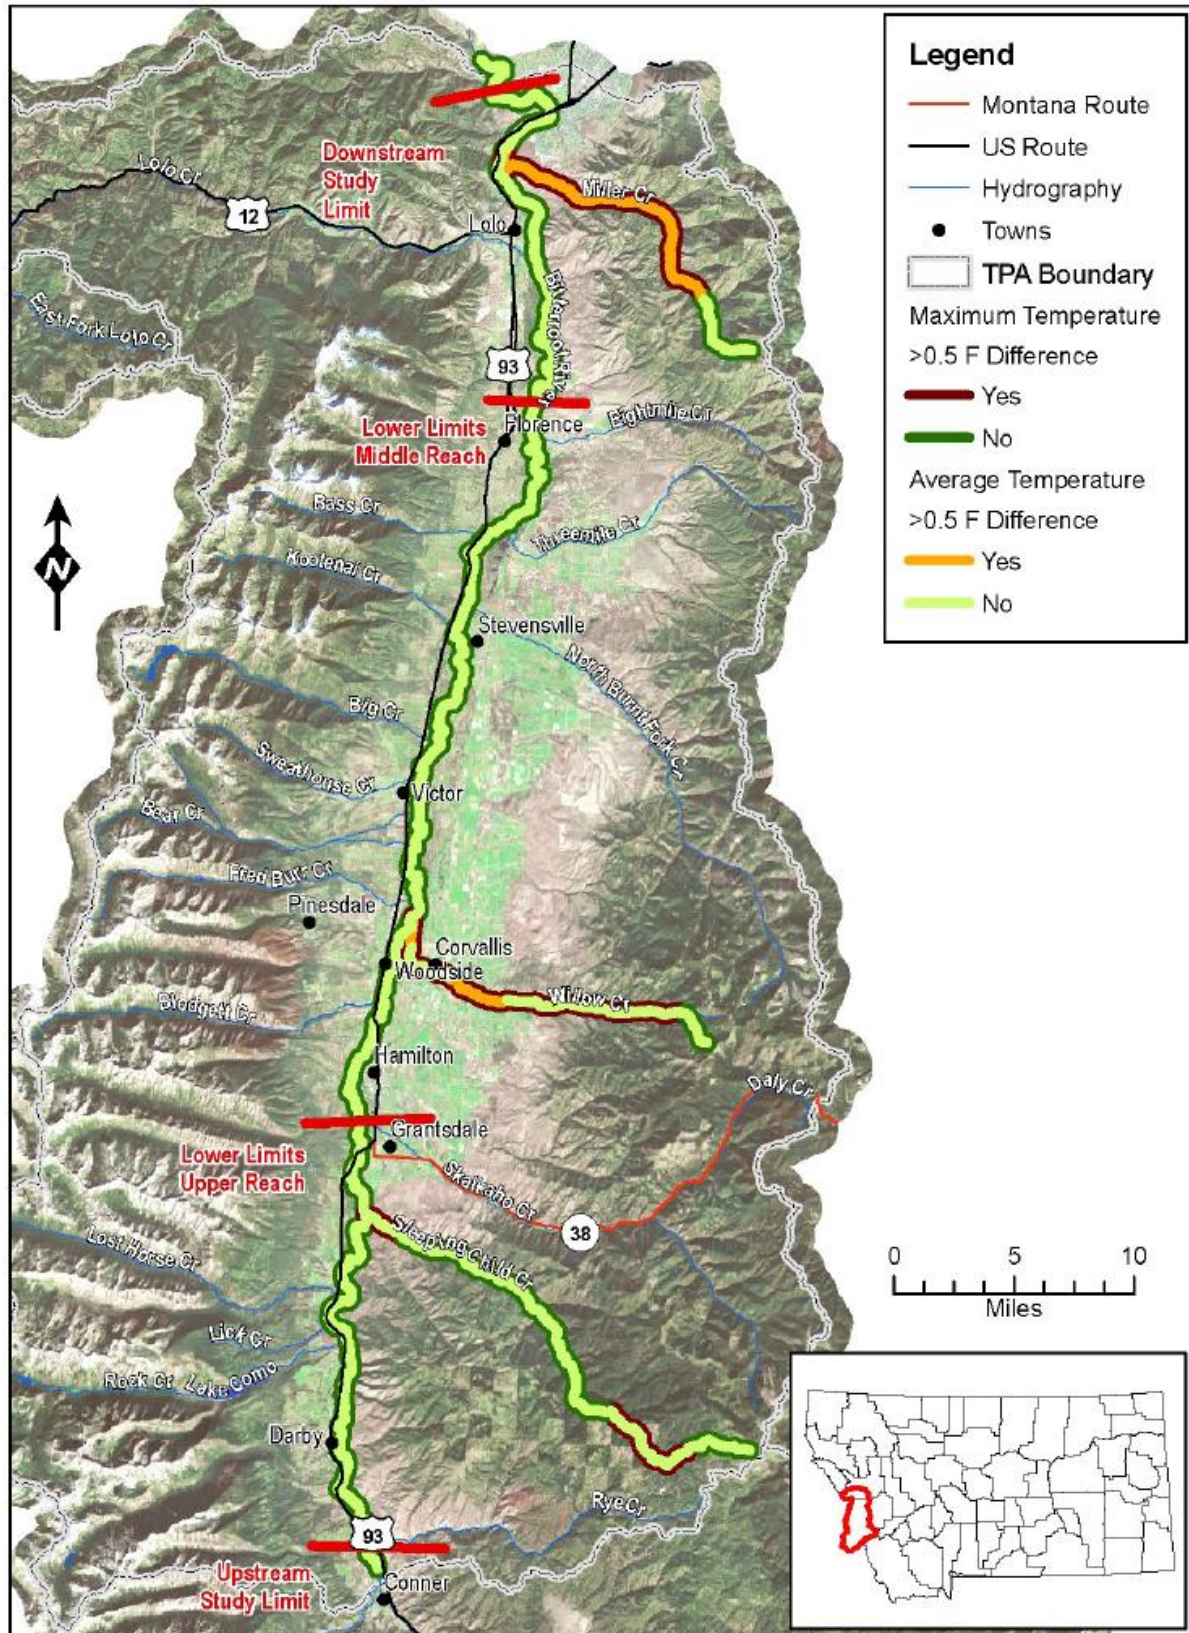 Legend
Montana Route
US Route
Hydrography
Towns
TPA Boundary
Maximum Temperature
>0.5 F Difference
Yes
No
Average Temperature
>0.5 F Difference
Yes
No
Downstream
Study
Limit
Lolo Cr
12
Miller Cr
Lolo
Bitterroot River
East Fork Lolo Cr
93
Lower Limits
Middle Reach
Florence
Eightmile Cr
Bass Cr
Threemile Cr
Kootenai Cr
N
Stevensville
North Burnt Fork Cr
Big Cr
Sweathouse Cr
Victor
Bear Cr
Fred Burr Cr
Pinesdale
Corvallis
Woodside
Willow Cr
Blodgett Cr
Hamilton
Daly Cr
Grantsdale
Lower Limits
Upper Reach
Skalkaho Cr
38
Sleeping Child Cr
Lost Horse Cr
0 5 10
Miles
Lick Cr
Rock Cr
Lake Como
Darby
Rye Cr
93
Upstream
Study Limit
Conner